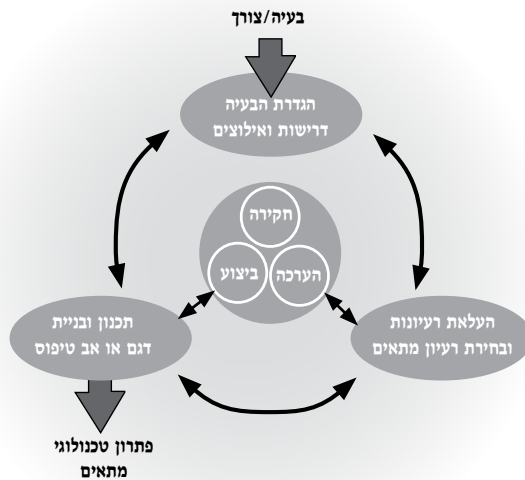 בעיה/צורך
הגדרת הבעיה
דרישות ואילוצים
חקירה
ביצוע
הערכה
העלאת רעיונות
ובחירת רעיון מתאים
תכנון ובניית
דגם או אב טיפוס
פתרון טכנולוגי
מתאים